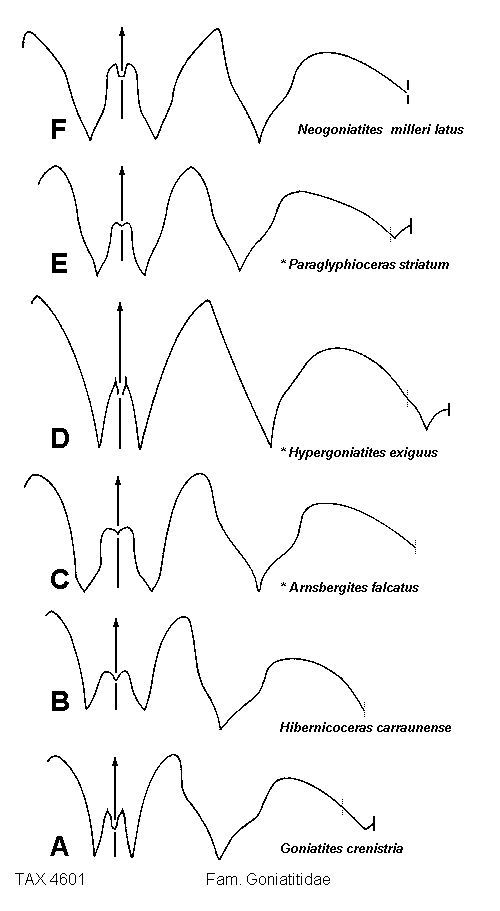 F
Neogoniatites milleri latus
E
* Paraglyphioceras striatum
D
* Hypergoniatites exiguus
C
* Arnsbergites falcatus
B
Hibernicoceras carraunense
A
Goniatites crenistria
TAX 4601 Fam. Goniatitidae